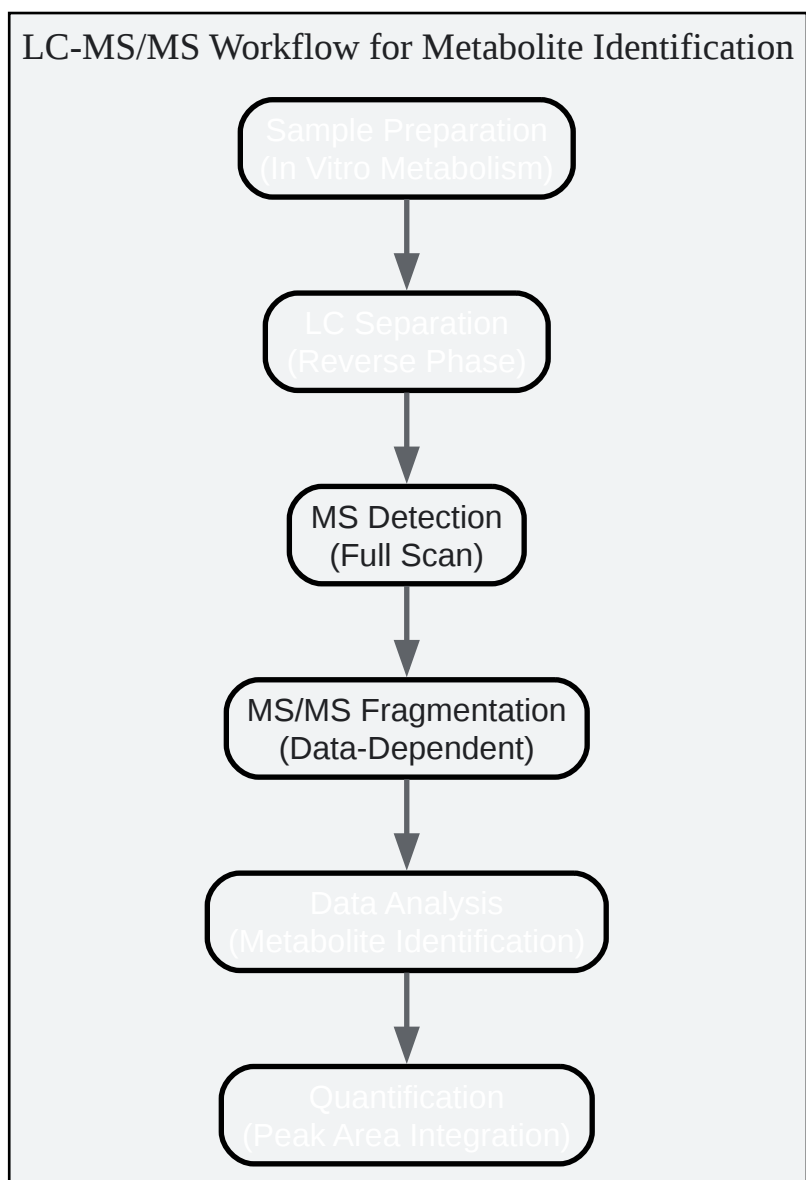 LC-MS/MS Workflow for Metabolite Identification
Sample Preparation
(In Vitro Metabolism)
LC Separation
(Reverse Phase)
MS Detection
(Full Scan)
MS/MS Fragmentation
(Data-Dependent)
Data Analysis
(Metabolite Identification)
Quantification
(Peak Area Integration)